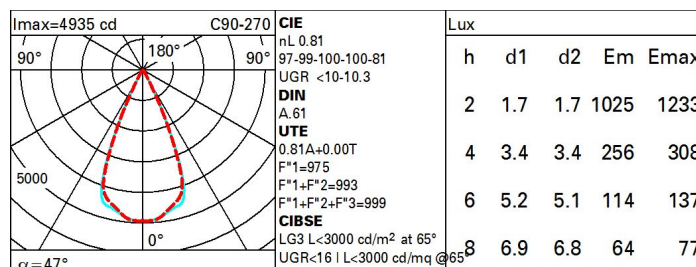 Imax=4935 cd C90-270
90° 180° 90°
5000
0°
α=47°
CIE
nL 0.81
97-99-100-100-81
UGR <10-10.3
DIN
A.61
UTE
0.81A+0.00T
F"1=975
F"1+F"2=993
F"1+F"2+F"3=999
CIBSE
LG3 L<3000 cd/m² at 65°
UGR<16 | L<3000 cd/mq @65°
Lux
h d1 d2 Em Emax
2 1.7 1.7 1025 1233
4 3.4 3.4 256 308
6 5.2 5.1 114 137
8 6.9 6.8 64 77